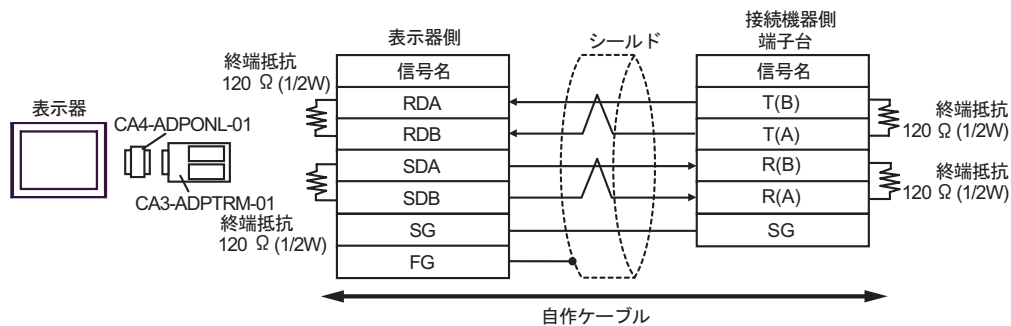 表示器
CA4-ADPONL-01
CA3-ADPTRM-01
終端抵抗
120 Ω (1/2W)
終端抵抗
120 Ω (1/2W)
表示器側
信号名
RDA
RDB
SDA
SDB
SG
FG
シールド
接続機器側
端子台
信号名
T(B)
T(A)
R(B)
R(A)
SG
終端抵抗
120 Ω (1/2W)
終端抵抗
120 Ω (1/2W)
自作ケーブル